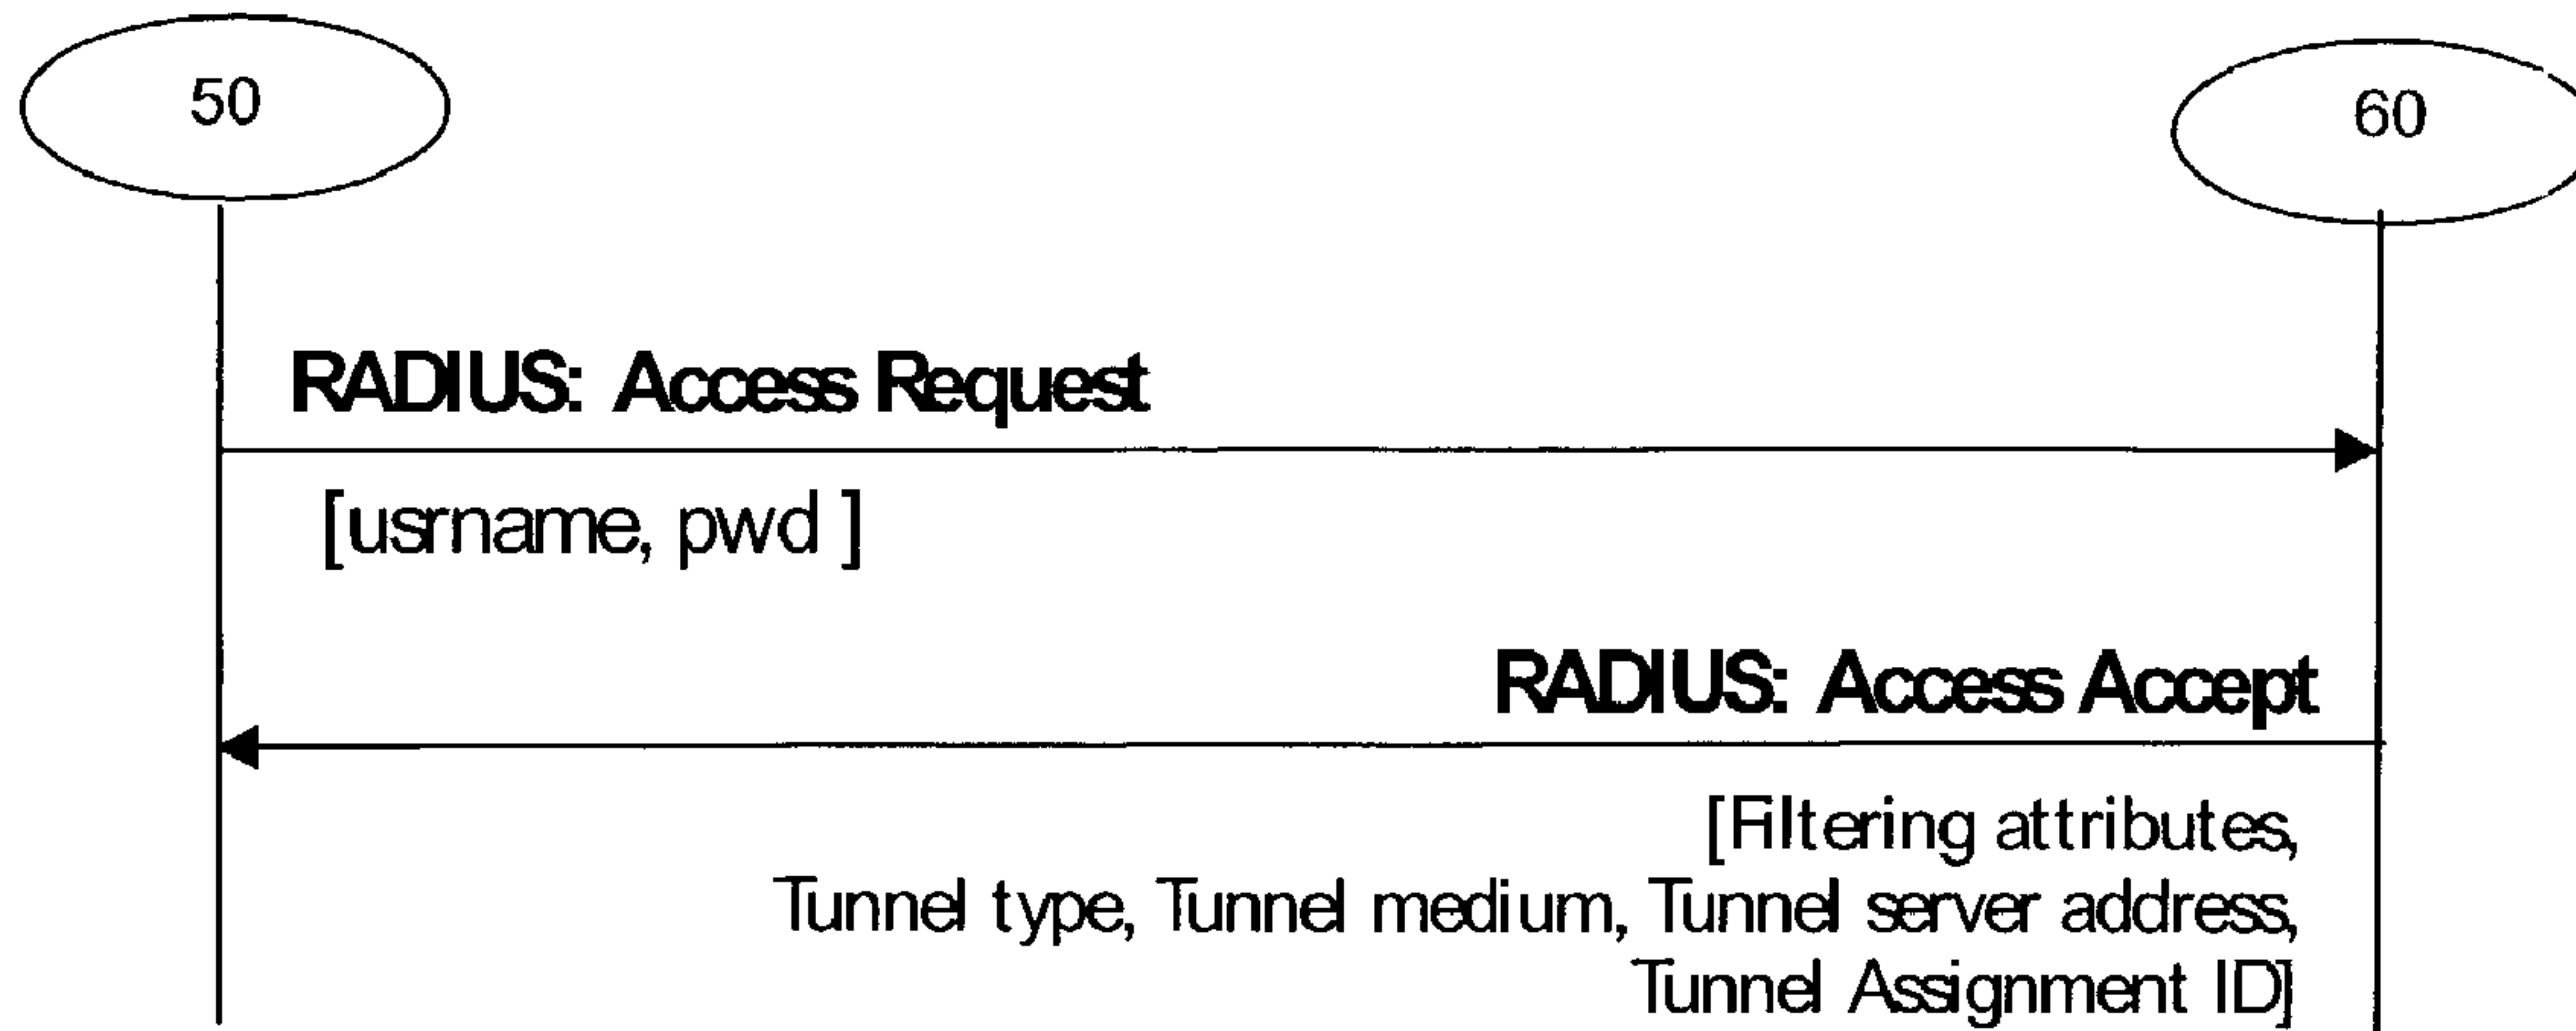 50
60
RADIUS: Access Request
[usrname, pwd ]
RADIUS: Access Accept
[Filtering attributes,
Tunnel type, Tunnel medium, Tunnel server address,
Tunnel Assignment ID]